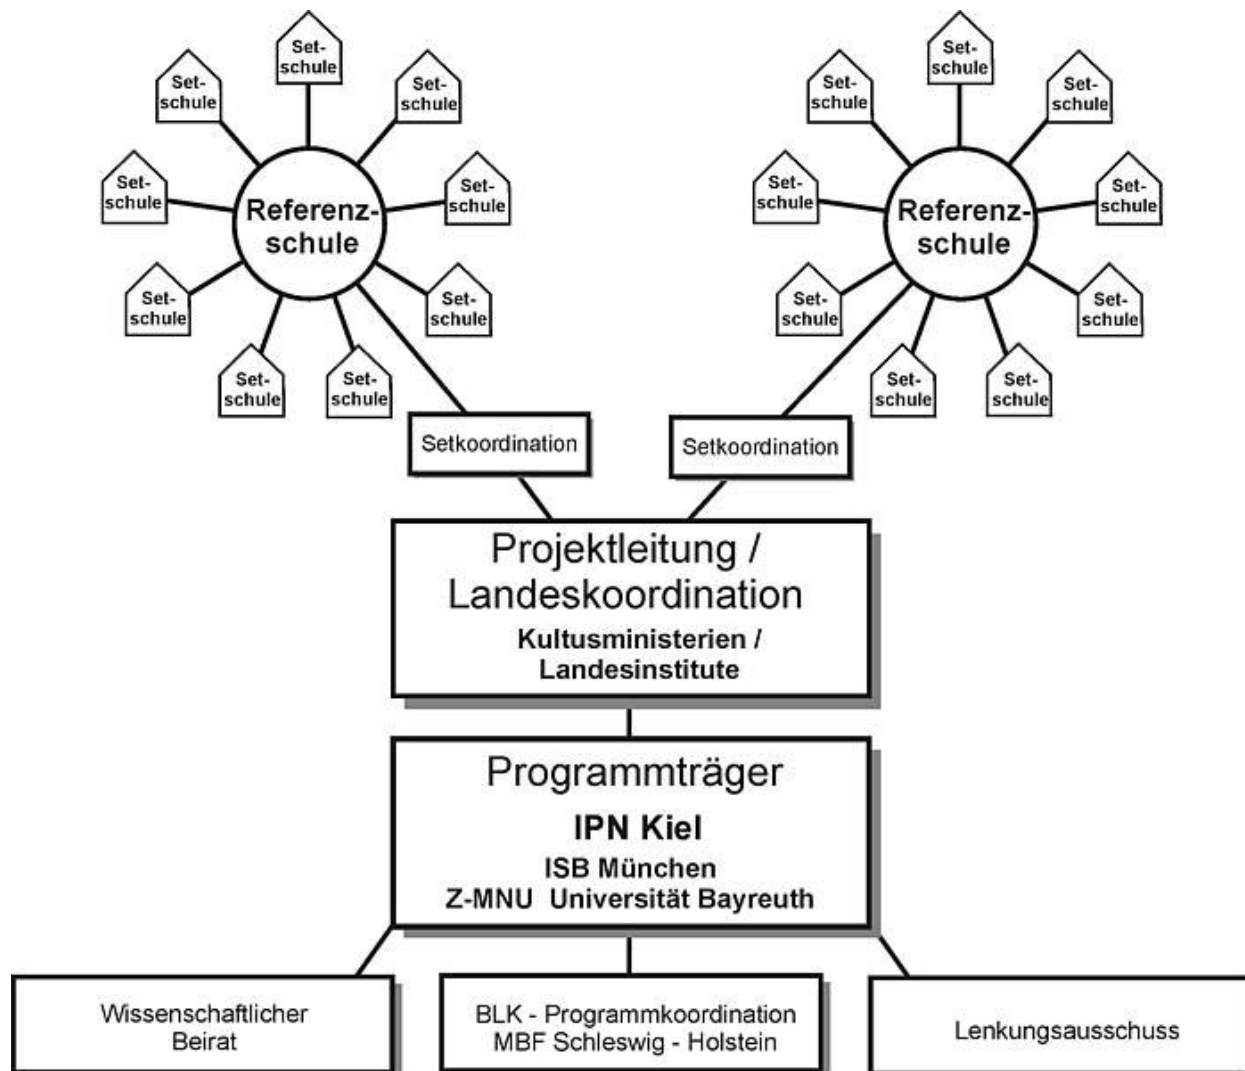 Set-
schule
Set-
schule
Set-
schule
Set-
schule
Set-
schule
Referenz-
schule
Set-
schule
Set-
schule
Set-
schule
Set-
schule
Set-
schule
Set-
schule
Set-
schule
Set-
schule
Set-
schule
Referenz-
schule
Set-
schule
Set-
schule
Set-
schule
Set-
schule
Setkoordination
Setkoordination
Projektleitung /
Landeskoordination
Kultusministerien /
Landesinstitute
Programmträger
IPN Kiel
ISB München
Z-MNU Universität Bayreuth
Wissenschaftlicher
Beirat
BLK - Programmkoordination
MBF Schleswig - Holstein
Lenkungsausschuss